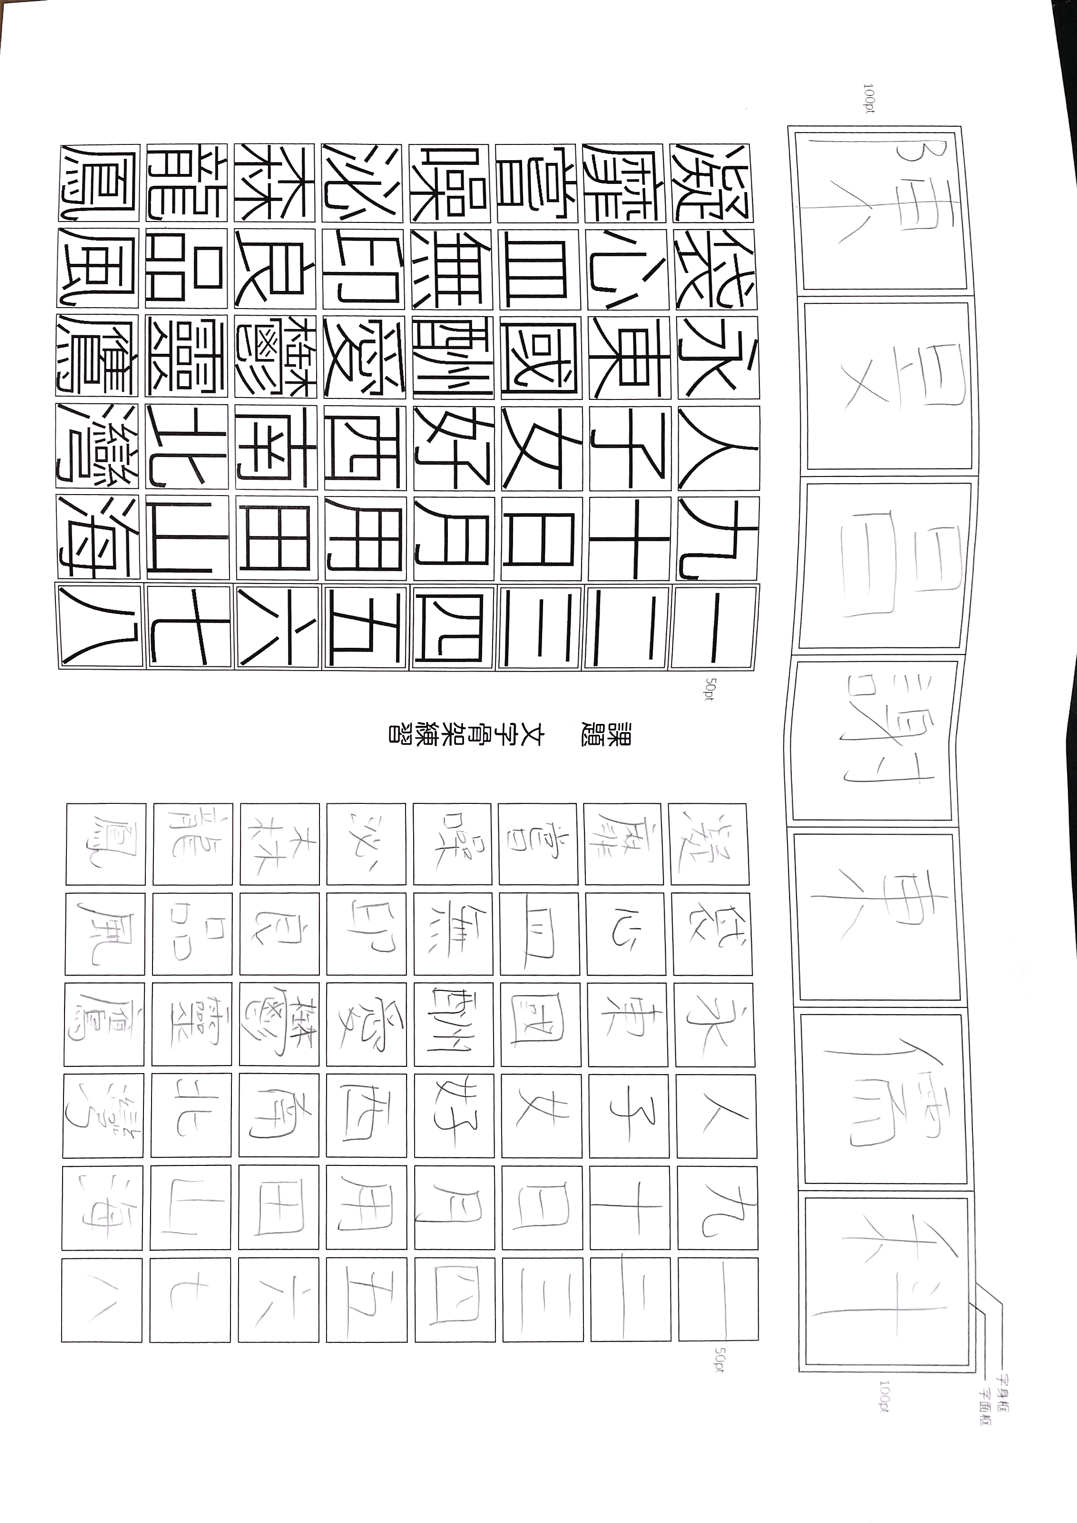 字身框
字面框
陳旻昌謝東儒科
100pt
100pt
一二三四五六七八
九十日月用田山海
人子女好西南北灣
永東國酬愛鬱靈鷹
袋心皿無印良品風
凝靡嘗噪泌森龍鳳
50pt
課題 文字骨架練習
一二三四五六七八
九十日月用田山海
人子女好西南北灣
永東國酬愛鬱靈鷹
袋心皿無印良品風
凝靡嘗噪泌森龍鳳
50pt